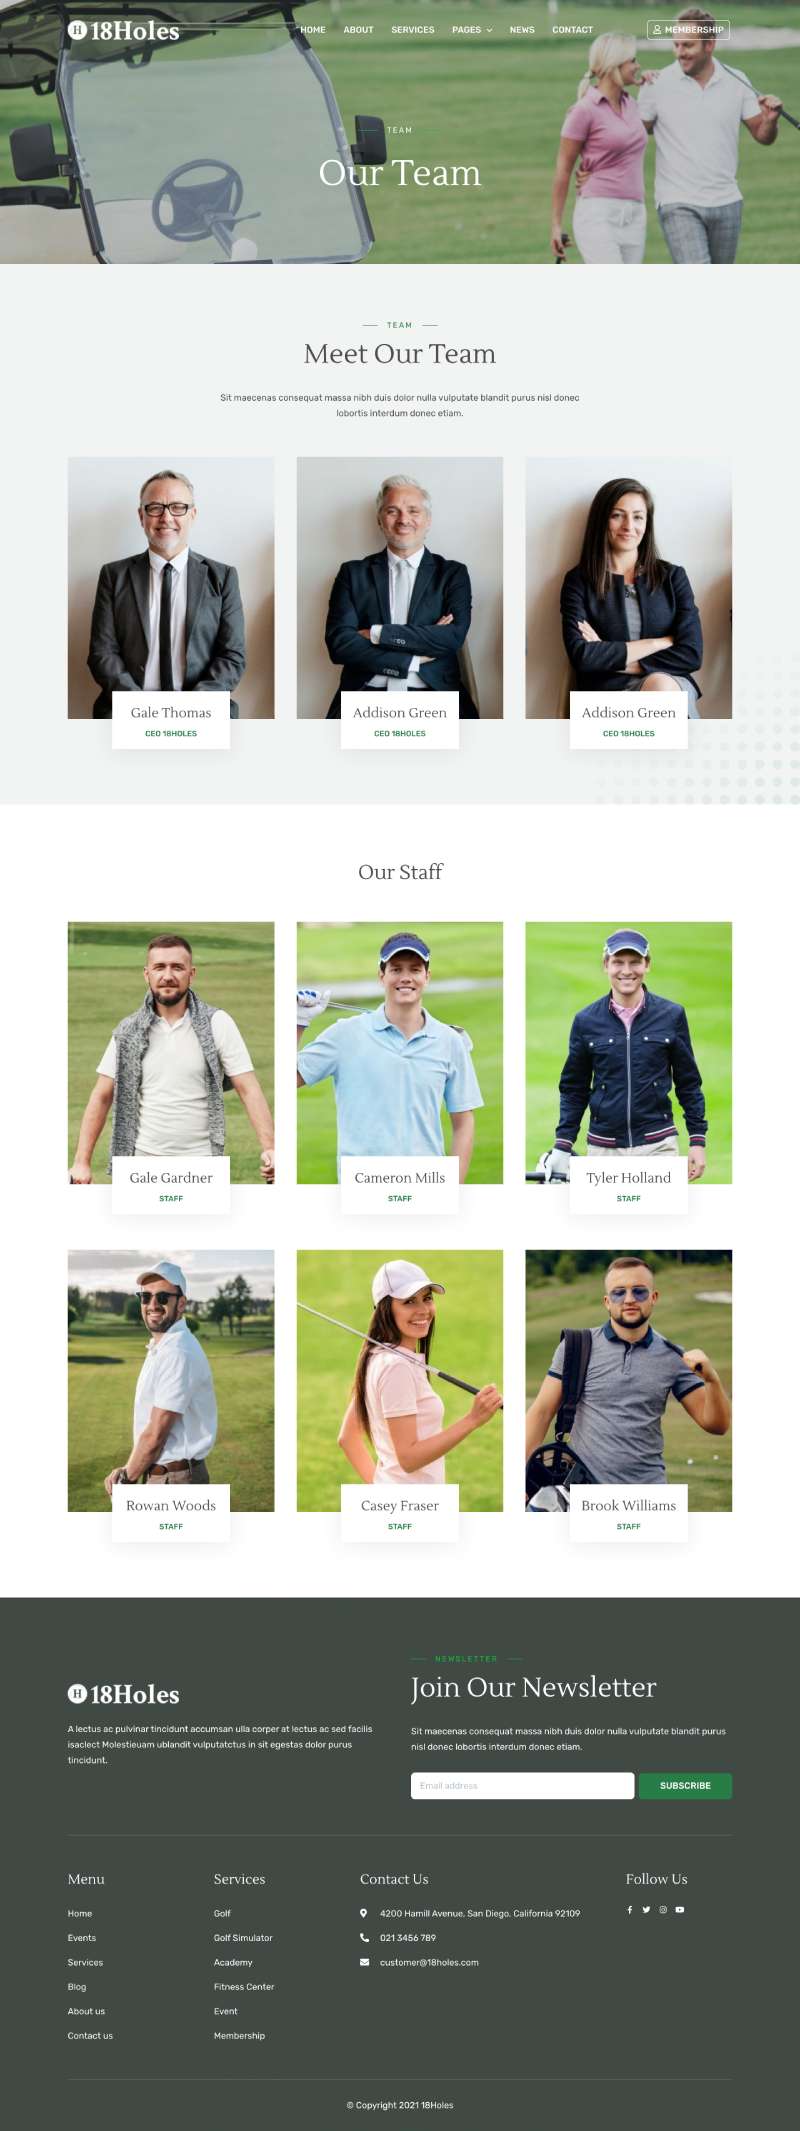 18Holes
HOME ABOUT SERVICES PAGES NEWS CONTACT MEMBERSHIP
TEAM
Our Team
TEAM
Meet Our Team
Sit maecenas consequat massa nibh duis dolor nulla vulputate blandit purus nisl donec
lobortis interdum donec etiam.
Gale Thomas
CEO 18HOLES
Addison Green
CEO 18HOLES
Addison Green
CEO 18HOLES
Our Staff
Gale Gardner
STAFF
Cameron Mills
STAFF
Tyler Holland
STAFF
Rowan Woods
STAFF
Casey Fraser
STAFF
Brook Williams
STAFF
H 18Holes
A lectus ac pulvinar tincidunt accumsan ulla corper at lectus ac sed facilis
isaclect Molestieuam ublandit vulputatctus in sit egestas dolor purus
tincidunt.
NEWSLETTER
Join Our Newsletter
Sit maecenas consequat massa nibh duis dolor nulla vulputate blandit purus
nisl donec lobortis interdum donec etiam.
Email address
SUBSCRIBE
Menu
Home
Events
Services
Blog
About us
Contact us
Services
Golf
Golf Simulator
Academy
Fitness Center
Event
Membership
Contact Us
4200 Hamill Avenue, San Diego, California 92109
021 3456 789
customer@18holes.com
Follow Us
© Copyright 2021 18Holes